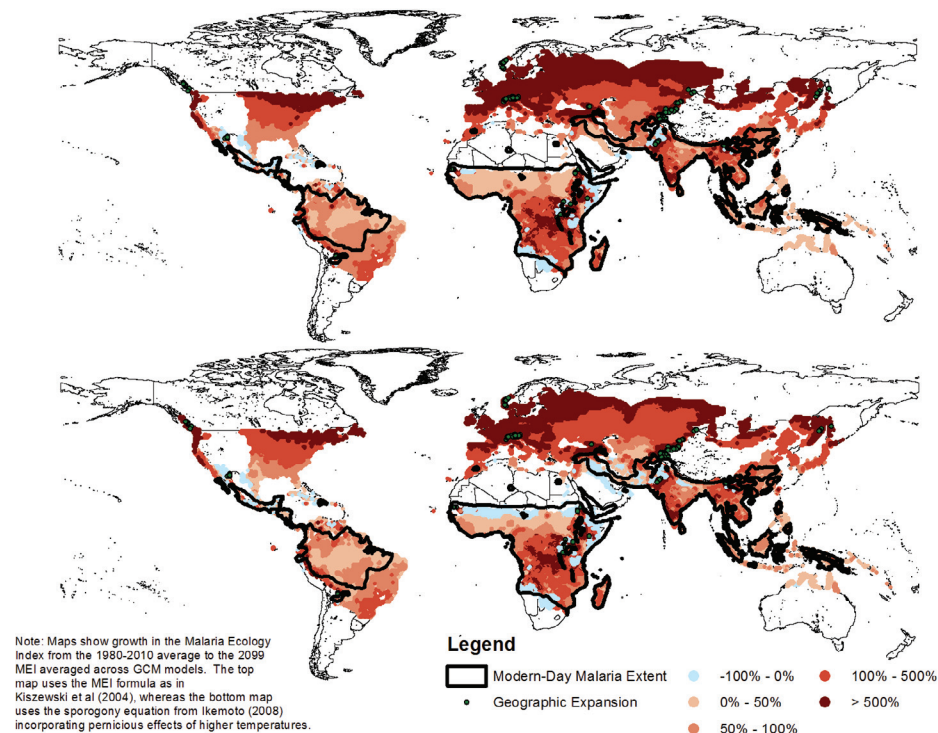 Note: Maps show growth in the Malaria Ecology
Index from the 1980-2010 average to the 2099
MEI averaged across GCM models. The top
map uses the MEI formula as in
Kiszewski et al (2004), whereas the bottom map
uses the sporogony equation from Ikemoto (2008)
incorporating pernicious effects of higher temperatures.
Legend
Modern-Day Malaria Extent
Geographic Expansion
-100% - 0%
0% - 50%
50% - 100%
100% - 500%
> 500%